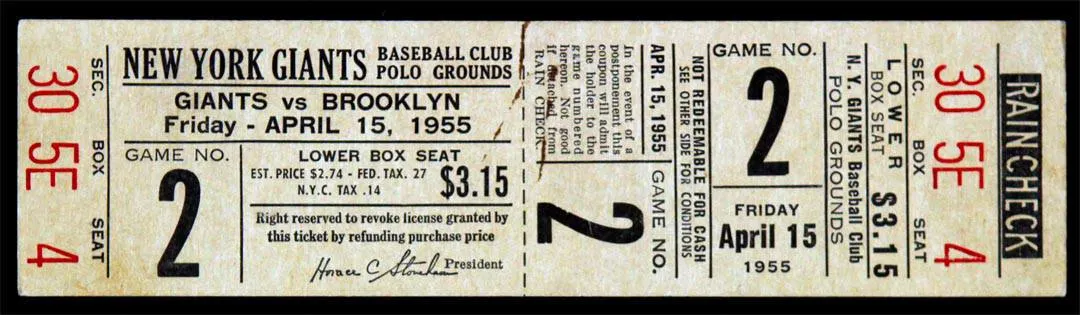 SEC. BOX SEAT
30 5E 4
NEW YORK GIANTS BASEBALL CLUB
POLO GROUNDS
GIANTS vs BROOKLYN
Friday - APRIL 15, 1955
GAME NO.
2
LOWER BOX SEAT
EST. PRICE $2.74 - FED. TAX. 27
N.Y.C. TAX .14
$3.15
Right reserved to revoke license granted by
this ticket by refunding purchase price
Horace C Stoneham President
In the event of a
postponement this
coupon will admit
the holder to the
game numbered
hereon. Not good
if detached from
RAIN CHECK.
APR. 15, 1955
GAME NO.
2
NOT REDEEMABLE FOR CASH
SEE OTHER SIDE FOR CONDITIONS
GAME NO.
2
FRIDAY
April 15
1955
LOWER
BOX SEAT
$3.15
N.Y. GIANTS Baseball Club
POLO GROUNDS
SEC. BOX SEAT
30 5E 4
RAIN CHECK